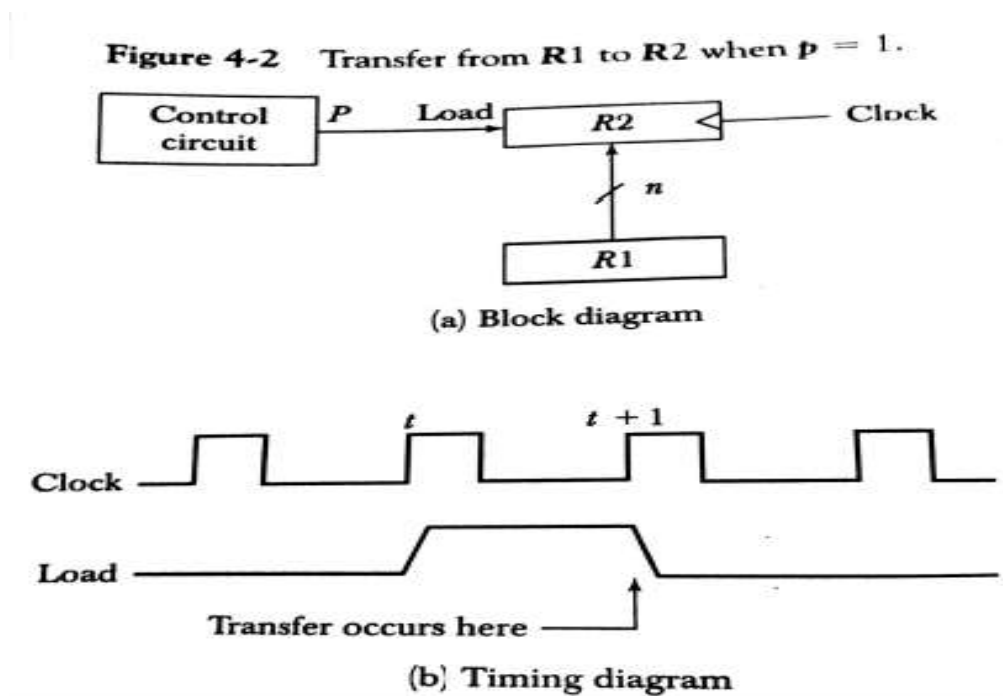 Figure 4-2 Transfer from R1 to R2 when p = 1.
Control
circuit
P
Load
R2
Clock
n
R1
(a) Block diagram
t
t + 1
Clock
Load
Transfer occurs here
(b) Timing diagram